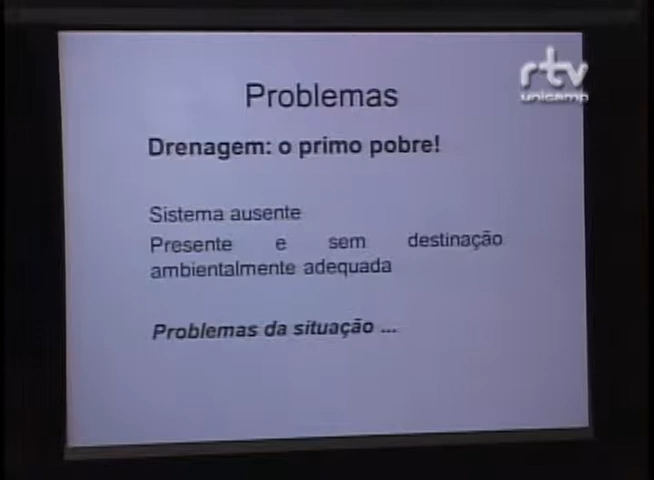 rtv
unicamp
Problemas
Drenagem: o primo pobre!
Sistema ausente
Presente e sem destinação
ambientalmente adequada
Problemas da situação ...